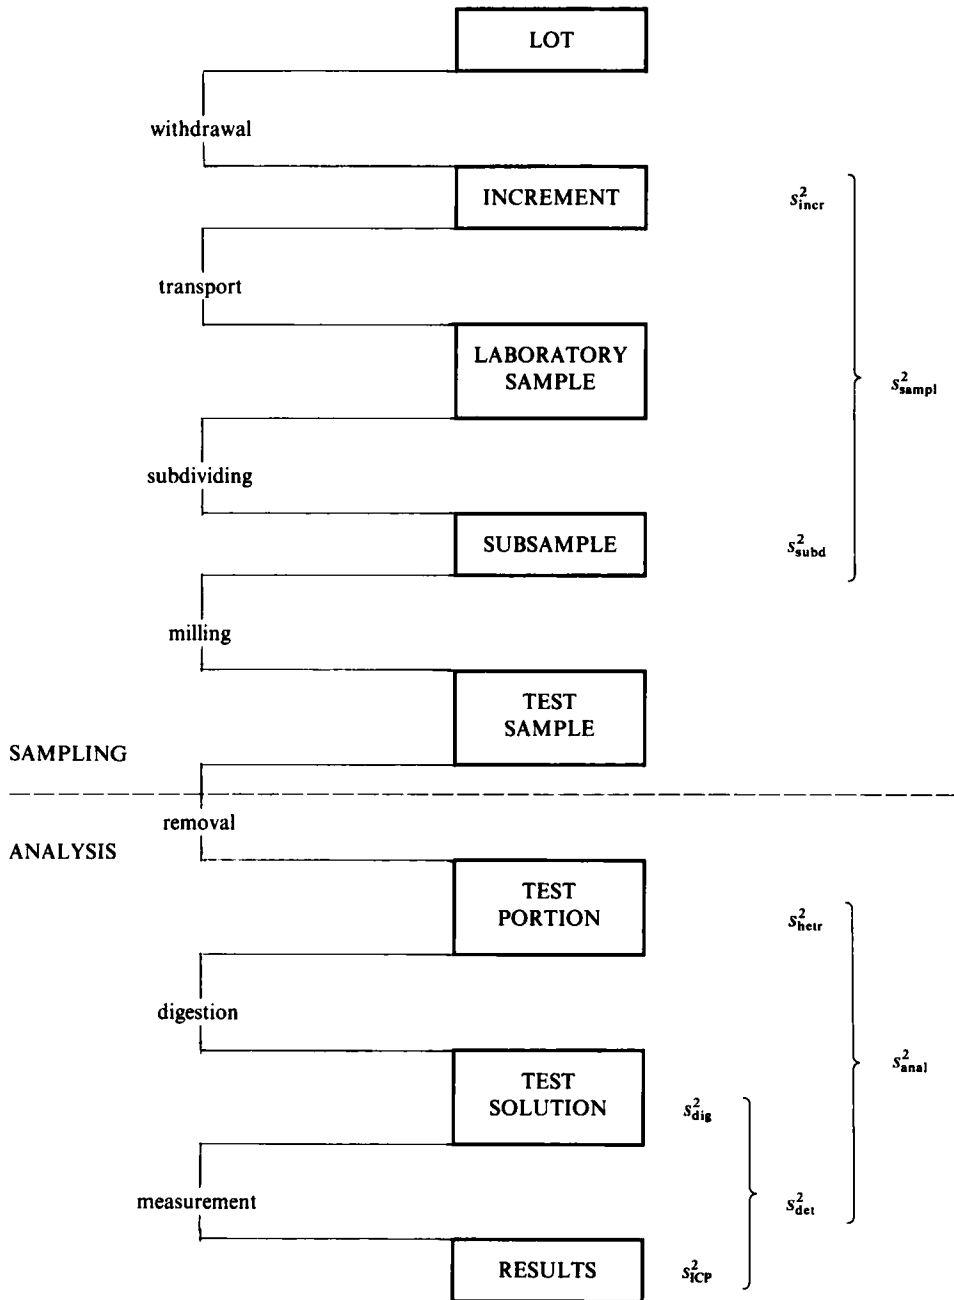 LOT
withdrawal
INCREMENT
s²incr
transport
LABORATORY
SAMPLE
s²sampl
subdividing
SUBSAMPLE
s²subd
milling
TEST
SAMPLE
SAMPLING
removal
ANALYSIS
TEST
PORTION
s²hetr
digestion
s²anal
TEST
SOLUTION
s²dig
measurement
s²det
RESULTS
s²ICP